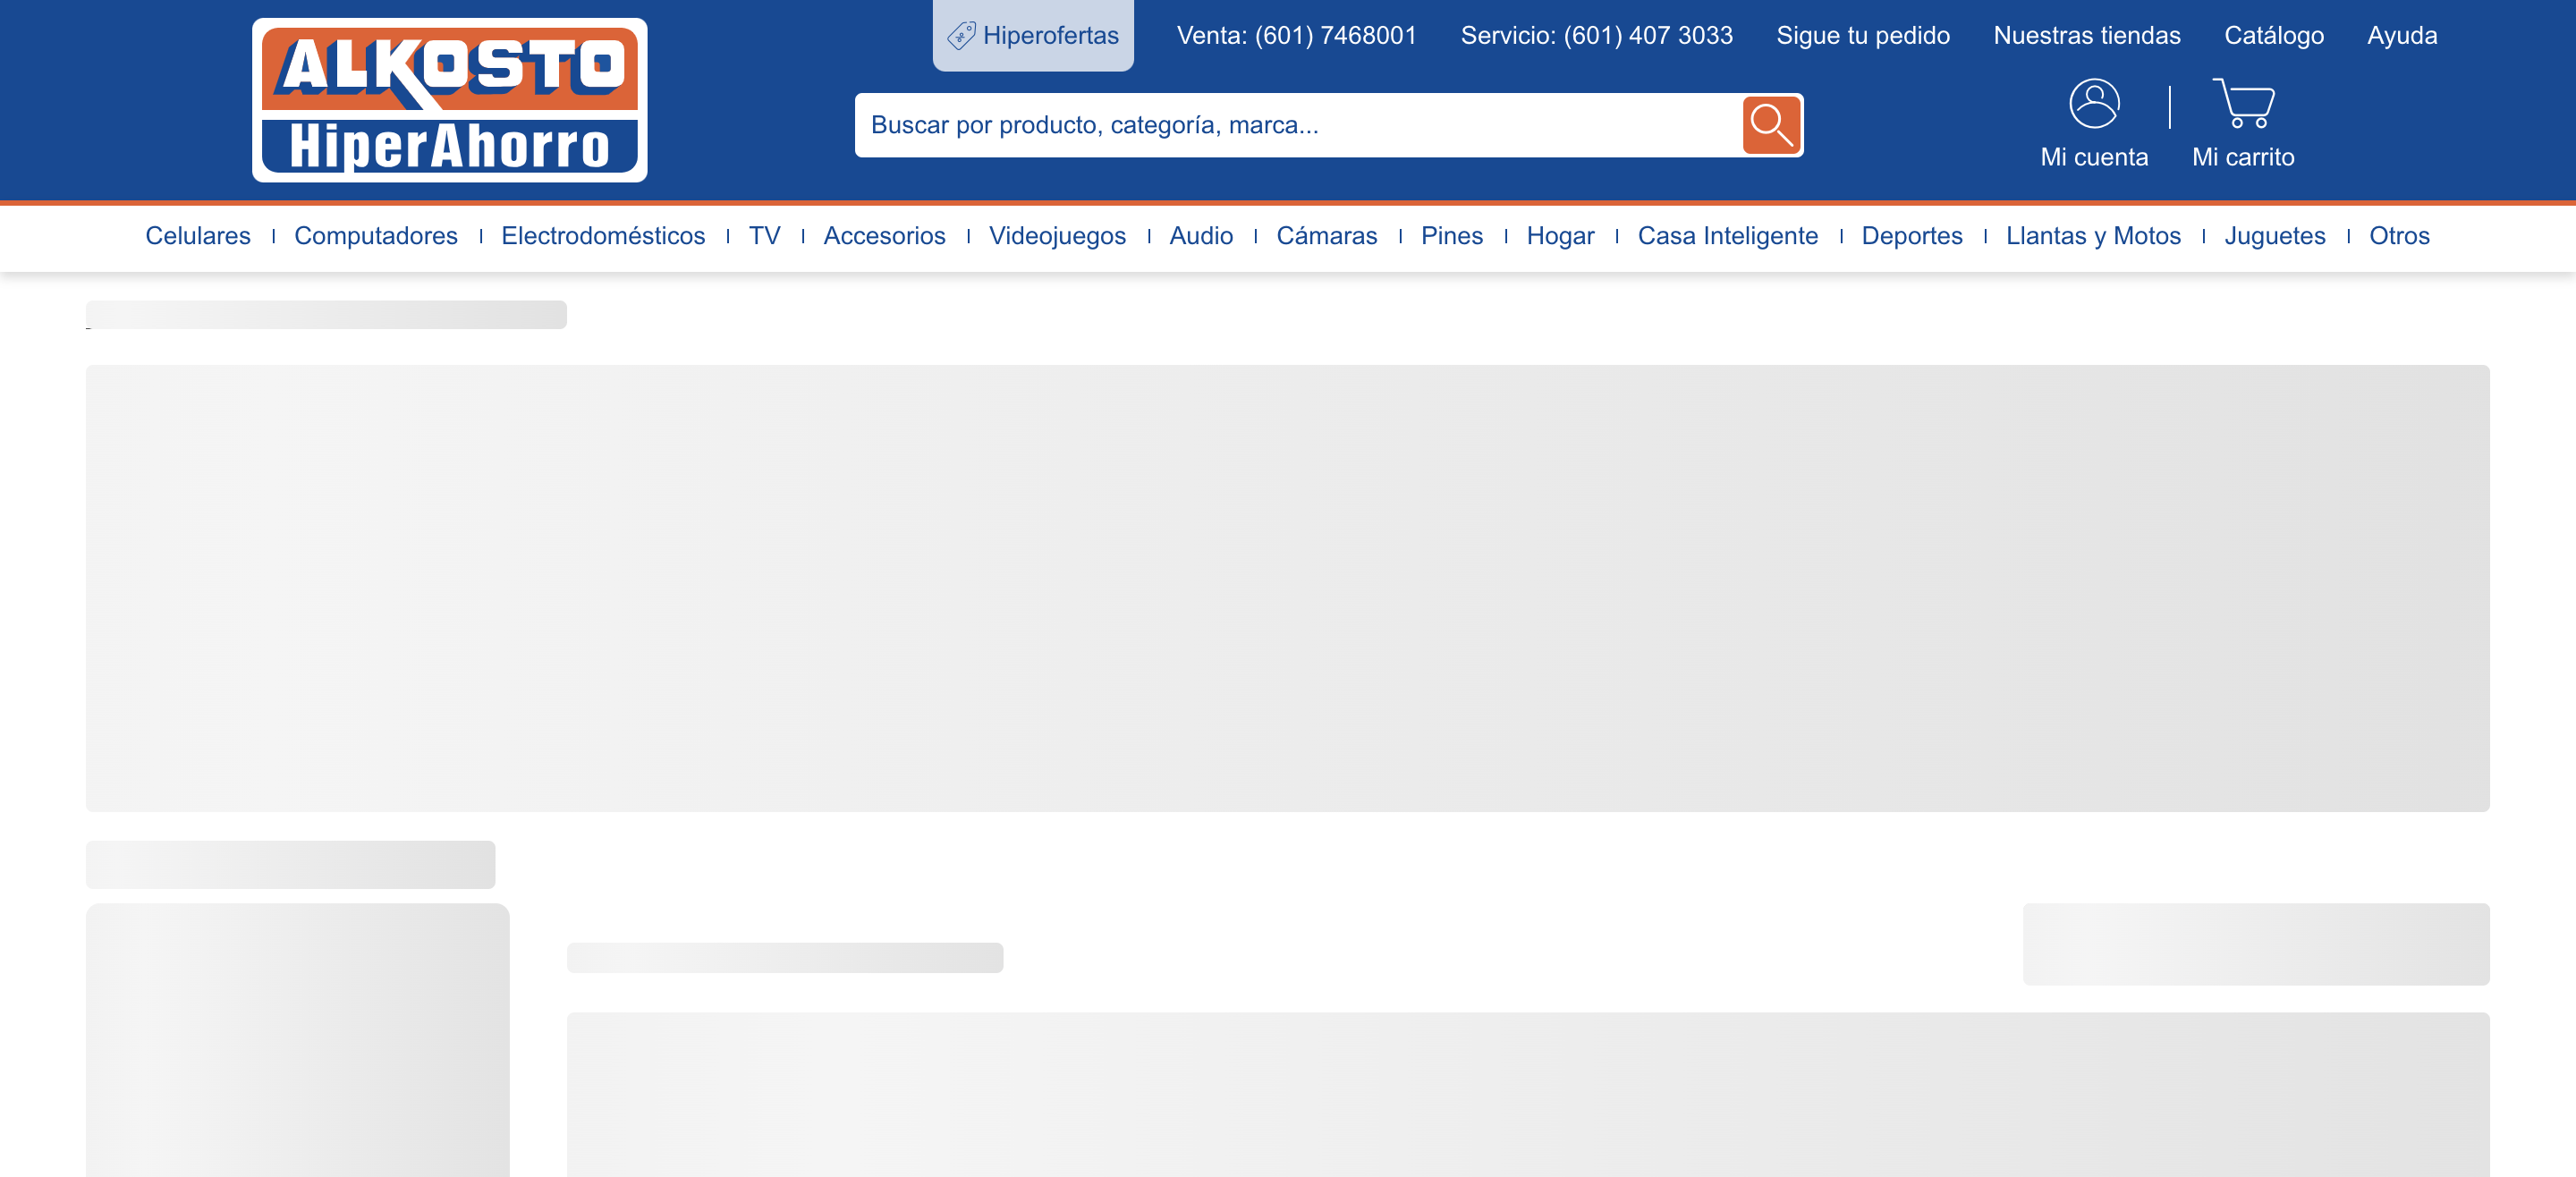 ALKOSTO
HiperAhorro
Hiperofertas
Venta: (601) 7468001
Servicio: (601) 407 3033
Sigue tu pedido
Nuestras tiendas
Catálogo
Ayuda
Buscar por producto, categoría, marca...
Mi cuenta
Mi carrito
Celulares
Computadores
Electrodomésticos
TV
Accesorios
Videojuegos
Audio
Cámaras
Pines
Hogar
Casa Inteligente
Deportes
Llantas y Motos
Juguetes
Otros